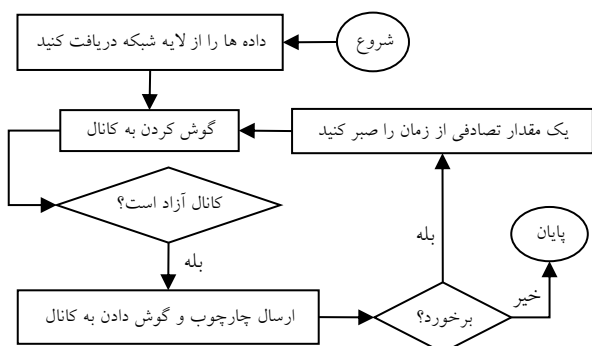 شروع
داده ها را از لایه شبکه دریافت کنید
گوش کردن به کانال
یک مقدار تصادفی از زمان را صبر کنید
کانال آزاد است؟
بله
ارسال چارچوب و گوش دادن به کانال
برخورد؟
بله
خیر
پایان